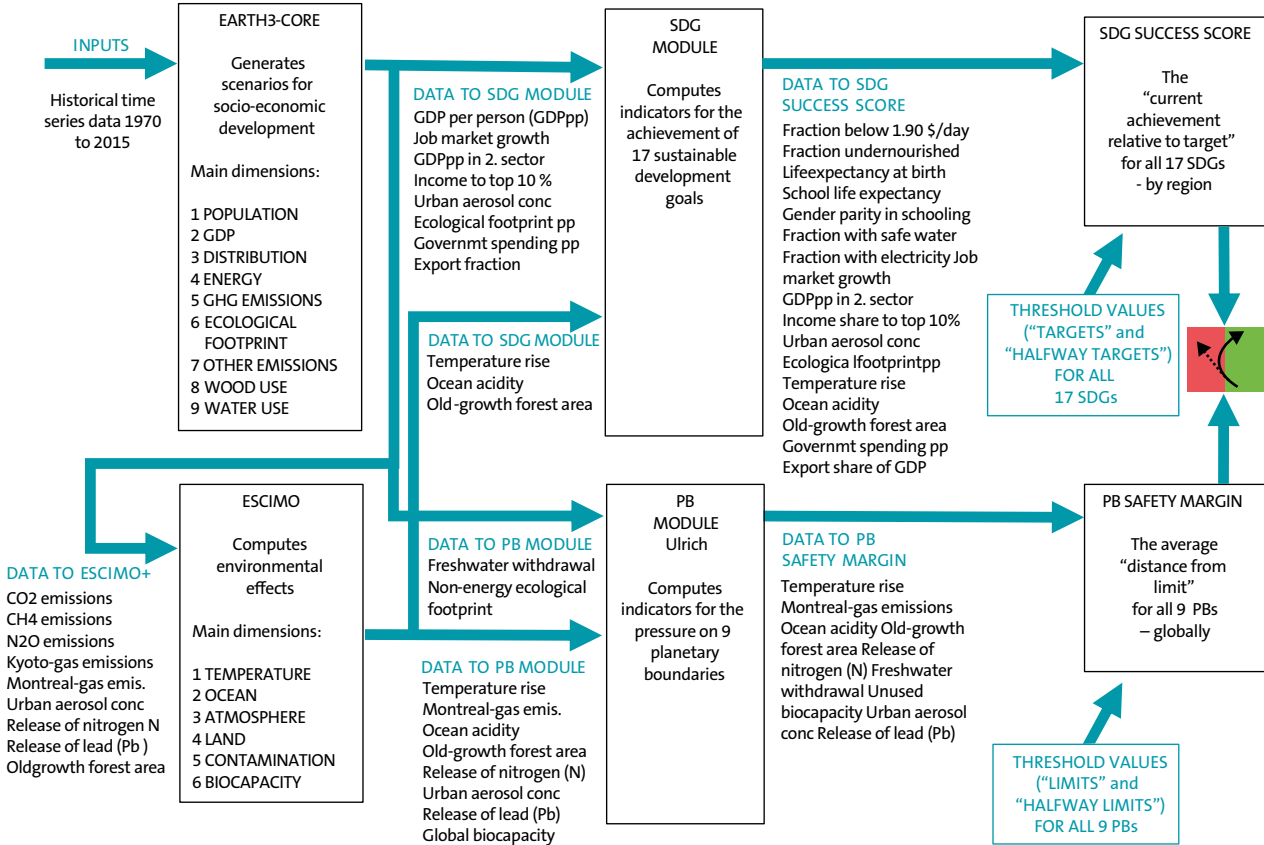 INPUTS
Historical time
series data 1970
to 2015
EARTH3-CORE
Generates
scenarios for
socio-economic
development
Main dimensions:
1 POPULATION
2 GDP
3 DISTRIBUTION
4 ENERGY
5 GHG EMISSIONS
6 ECOLOGICAL
FOOTPRINT
7 OTHER EMISSIONS
8 WOOD USE
9 WATER USE
DATA TO SDG MODULE
GDP per person (GDPpp)
Job market growth
GDPpp in 2. sector
Income to top 10 %
Urban aerosol conc
Ecological footprint pp
Governmt spending pp
Export fraction
DATA TO SDG MODULE
Temperature rise
Ocean acidity
Old-growth forest area
SDG
MODULE
Computes
indicators for the
achievement of
17 sustainable
development
goals
DATA TO SDG
SUCCESS SCORE
Fraction below 1.90 $/day
Fraction undernourished
Lifeexpectancy at birth
School life expectancy
Gender parity in schooling
Fraction with safe water
Fraction with electricity Job
market growth
GDPpp in 2. sector
Income share to top 10%
Urban aerosol conc
Ecologica lfootprintpp
Temperature rise
Ocean acidity
Old-growth forest area
Governmt spending pp
Export share of GDP
SDG SUCCESS SCORE
The
“current
achievement
relative to target”
for all 17 SDGs
- by region
THRESHOLD VALUES
(“TARGETS” and
“HALFWAY TARGETS”)
FOR ALL
17 SDGs
DATA TO ESCIMO+
CO2 emissions
CH4 emissions
N2O emissions
Kyoto-gas emissions
Montreal-gas emis.
Urban aerosol conc
Release of nitrogen N
Release of lead (Pb )
Oldgrowth forest area
ESCIMO
Computes
environmental
effects
Main dimensions:
1 TEMPERATURE
2 OCEAN
3 ATMOSPHERE
4 LAND
5 CONTAMINATION
6 BIOCAPACITY
DATA TO PB MODULE
Freshwater withdrawal
Non-energy ecological
footprint
DATA TO PB MODULE
Temperature rise
Montreal-gas emis.
Ocean acidity
Old-growth forest area
Release of nitrogen (N)
Urban aerosol conc
Release of lead (Pb)
Global biocapacity
PB
MODULE
Ulrich
Computes
indicators for the
pressure on 9
planetary
boundaries
DATA TO PB
SAFETY MARGIN
Temperature rise
Montreal-gas emissions
Ocean acidity Old-growth
forest area Release of
nitrogen (N) Freshwater
withdrawal Unused
biocapacity Urban aerosol
conc Release of lead (Pb)
PB SAFETY MARGIN
The average
“distance from
limit”
for all 9 PBs
– globally
THRESHOLD VALUES
(“LIMITS” and
“HALFWAY LIMITS”)
FOR ALL 9 PBs